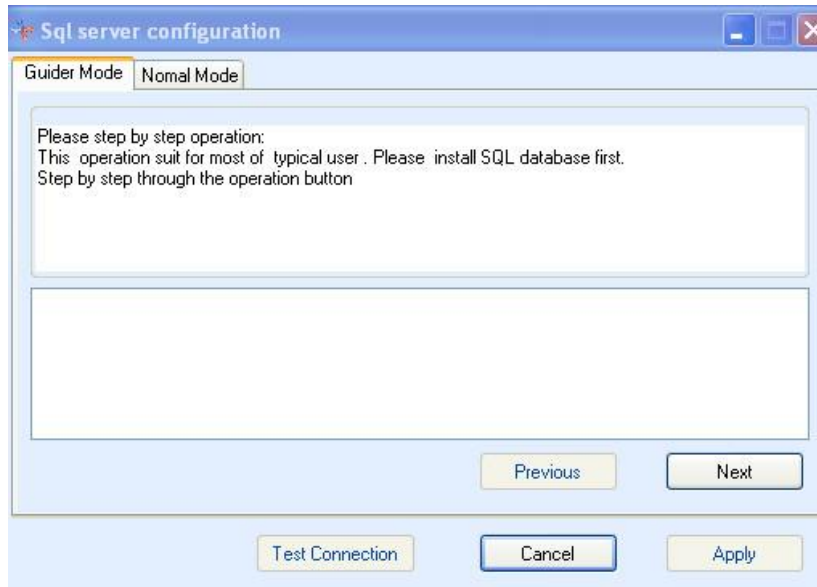 Sql server configuration
Guider Mode
Nomal Mode
Please step by step operation:
This operation suit for most of typical user . Please install SQL database first.
Step by step through the operation button
Previous
Next
Test Connection
Cancel
Apply